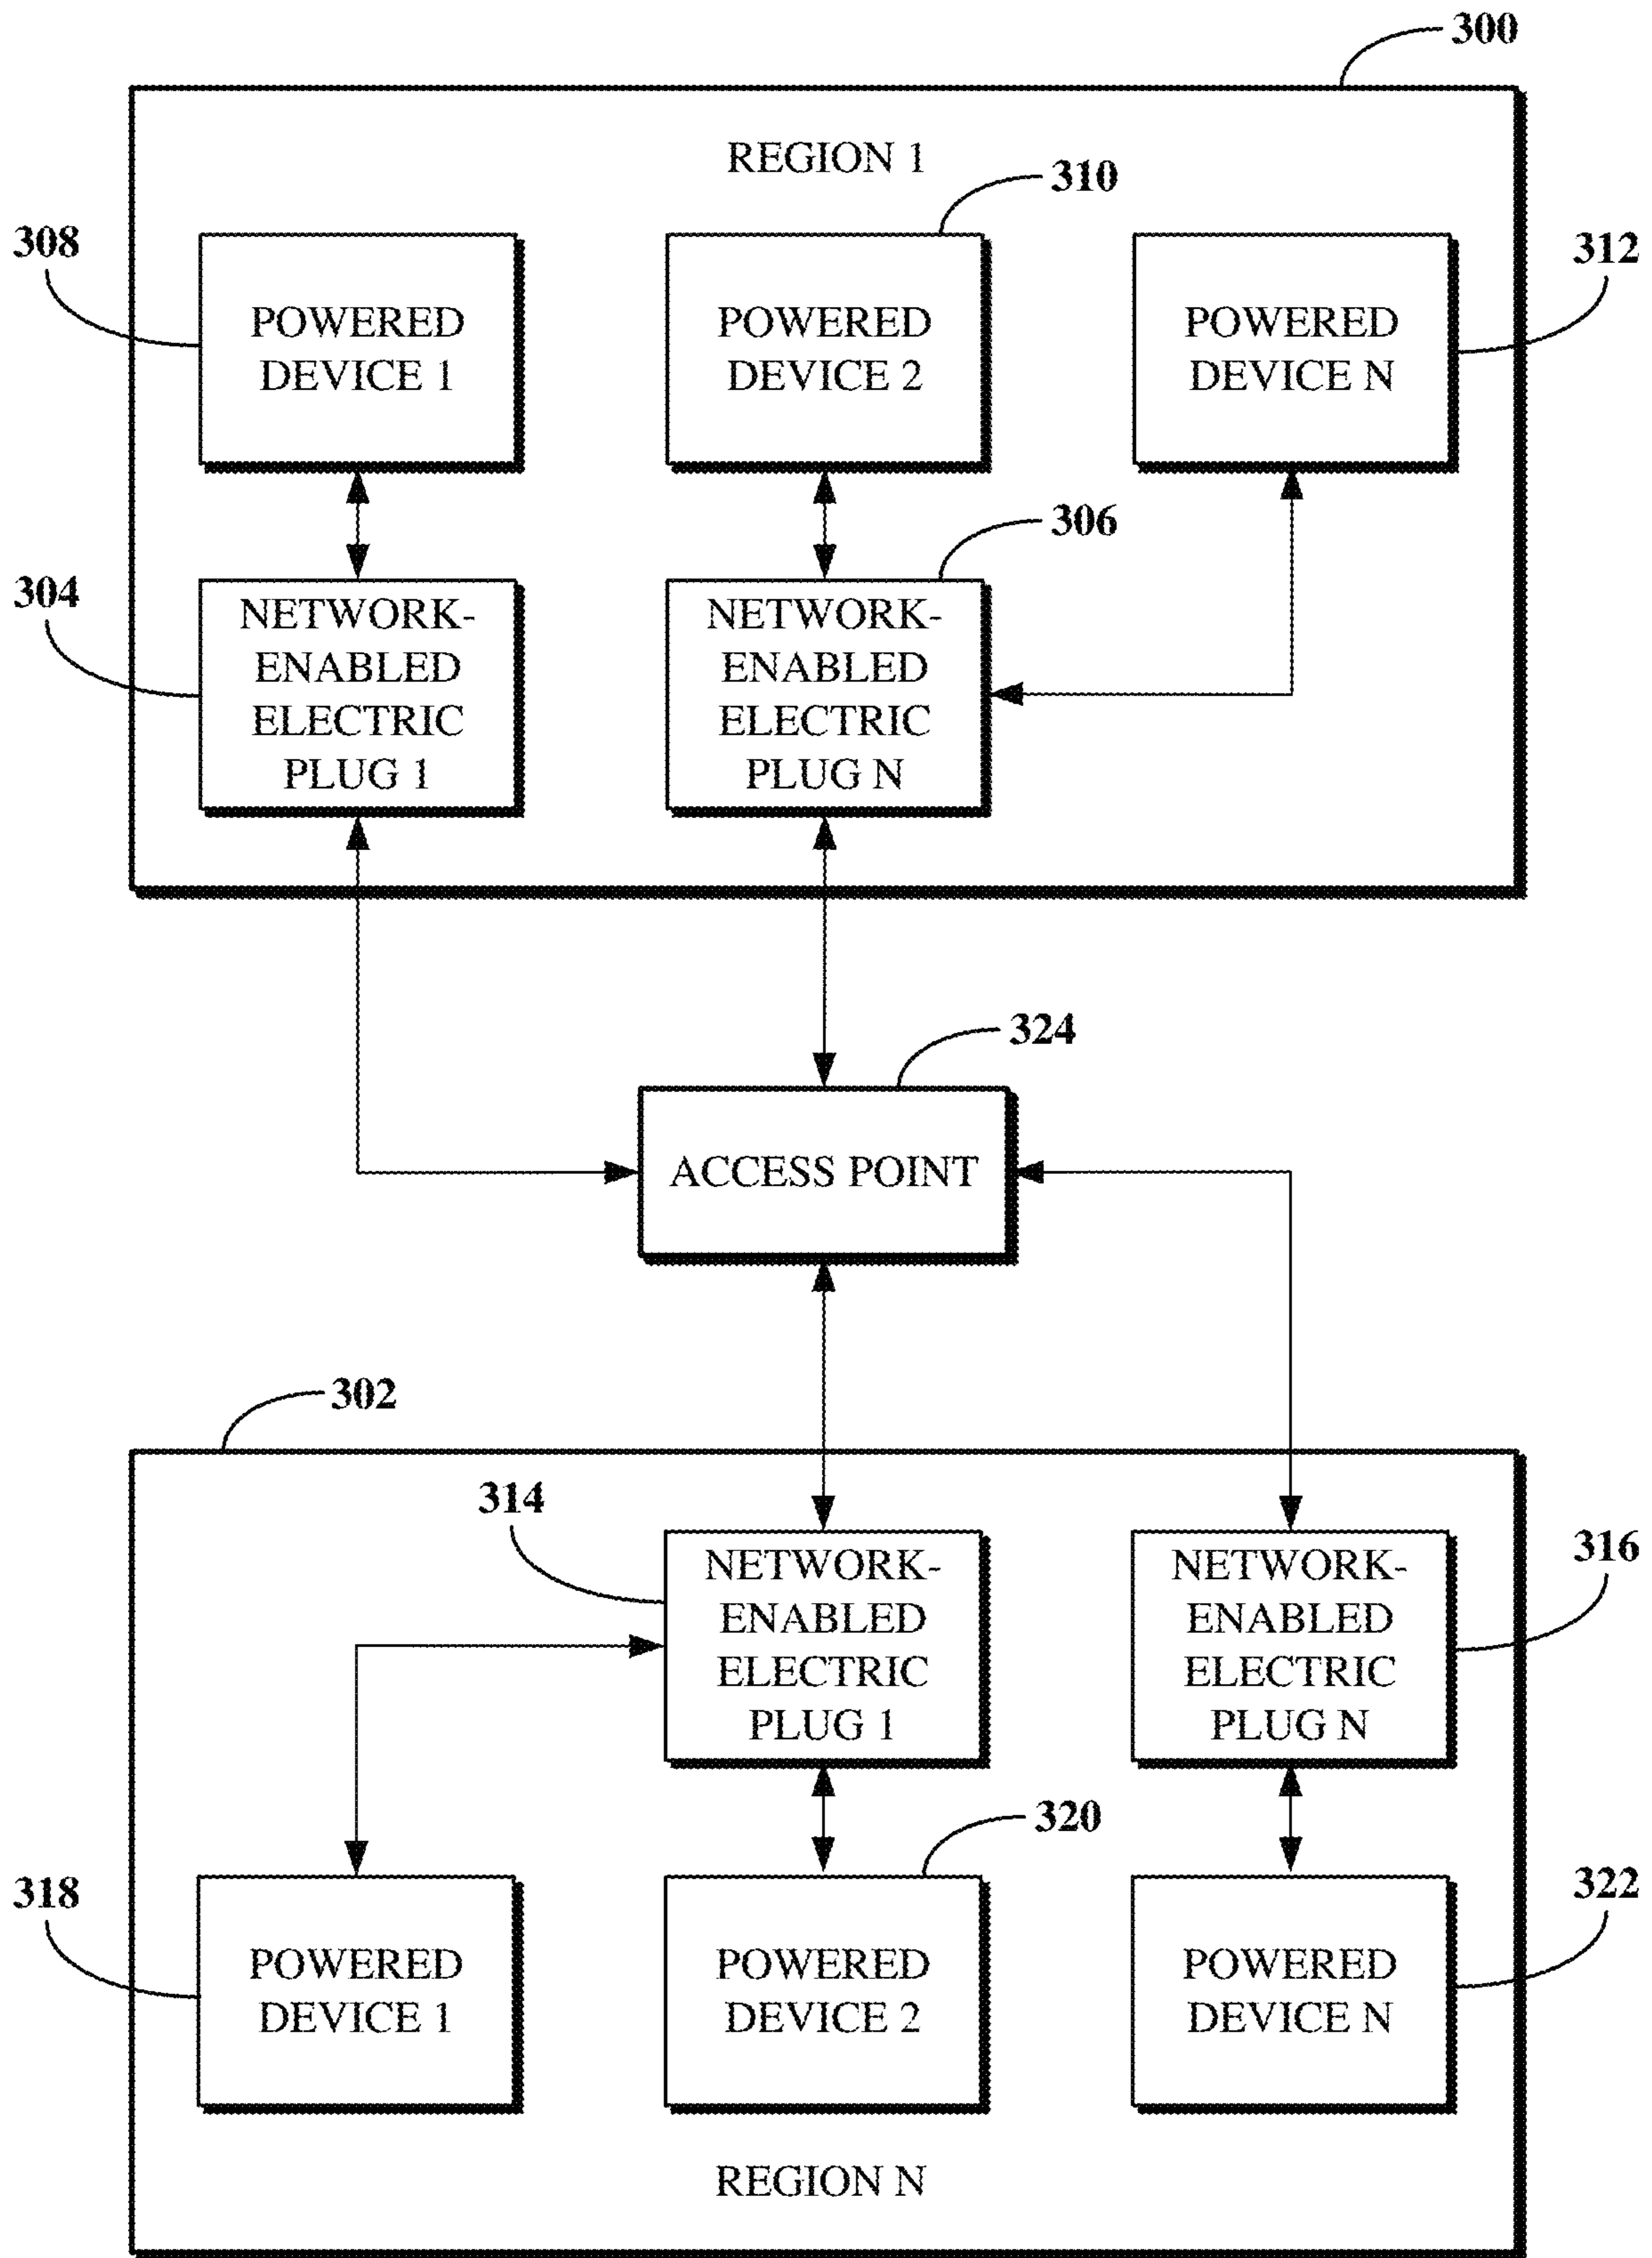 300
REGION 1
310
308
312
POWERED
DEVICE 1
POWERED
DEVICE 2
POWERED
DEVICE N
306
304
NETWORK-
ENABLED
ELECTRIC
PLUG 1
NETWORK-
ENABLED
ELECTRIC
PLUG N
324
ACCESS POINT
302
314
316
NETWORK-
ENABLED
ELECTRIC
PLUG 1
NETWORK-
ENABLED
ELECTRIC
PLUG N
320
318
322
POWERED
DEVICE 1
POWERED
DEVICE 2
POWERED
DEVICE N
REGION N